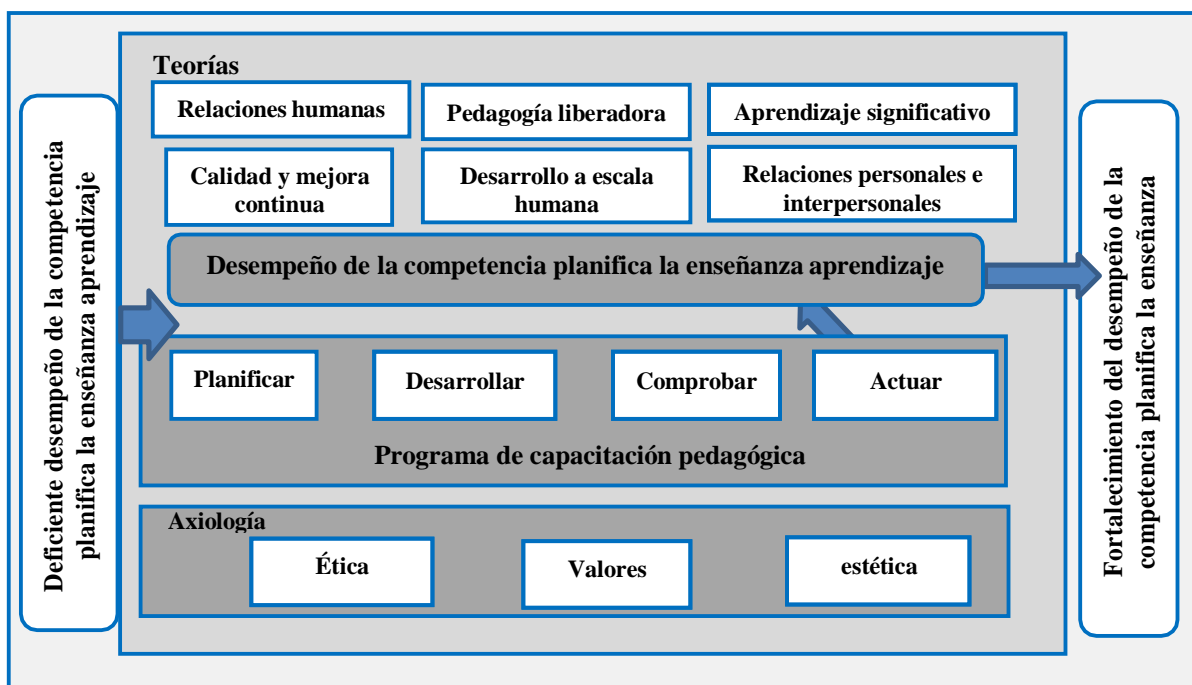 Deficiente desempeño de la competencia
planifica la enseñanza aprendizaje
Teorías
Relaciones humanas
Pedagogía liberadora
Aprendizaje significativo
Calidad y mejora
continua
Desarrollo a escala
humana
Relaciones personales e
interpersonales
Desempeño de la competencia planifica la enseñanza aprendizaje
Planificar
Desarrollar
Comprobar
Actuar
Programa de capacitación pedagógica
Axiología
Ética
Valores
estética
Fortalecimiento del desempeño de la
competencia planifica la enseñanza